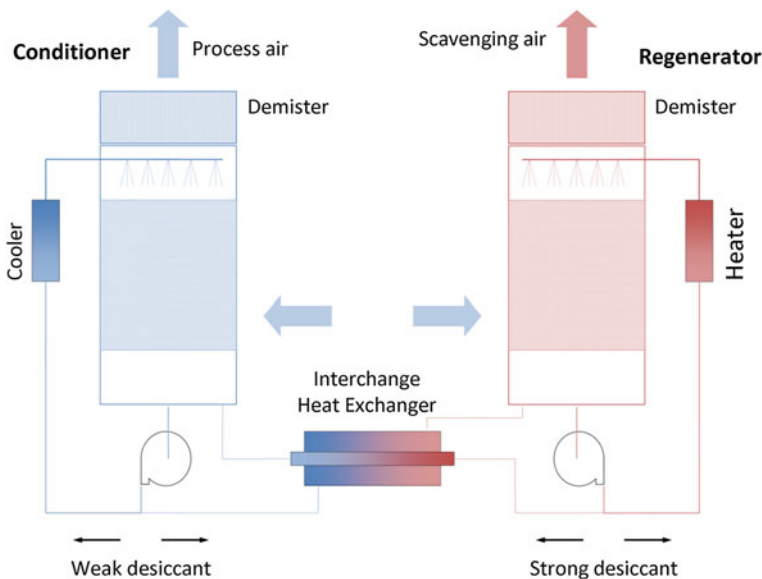 Conditioner
Process air
Scavenging air
Regenerator
Demister
Demister
Cooler
Heater
Interchange
Heat Exchanger
Weak desiccant
Strong desiccant